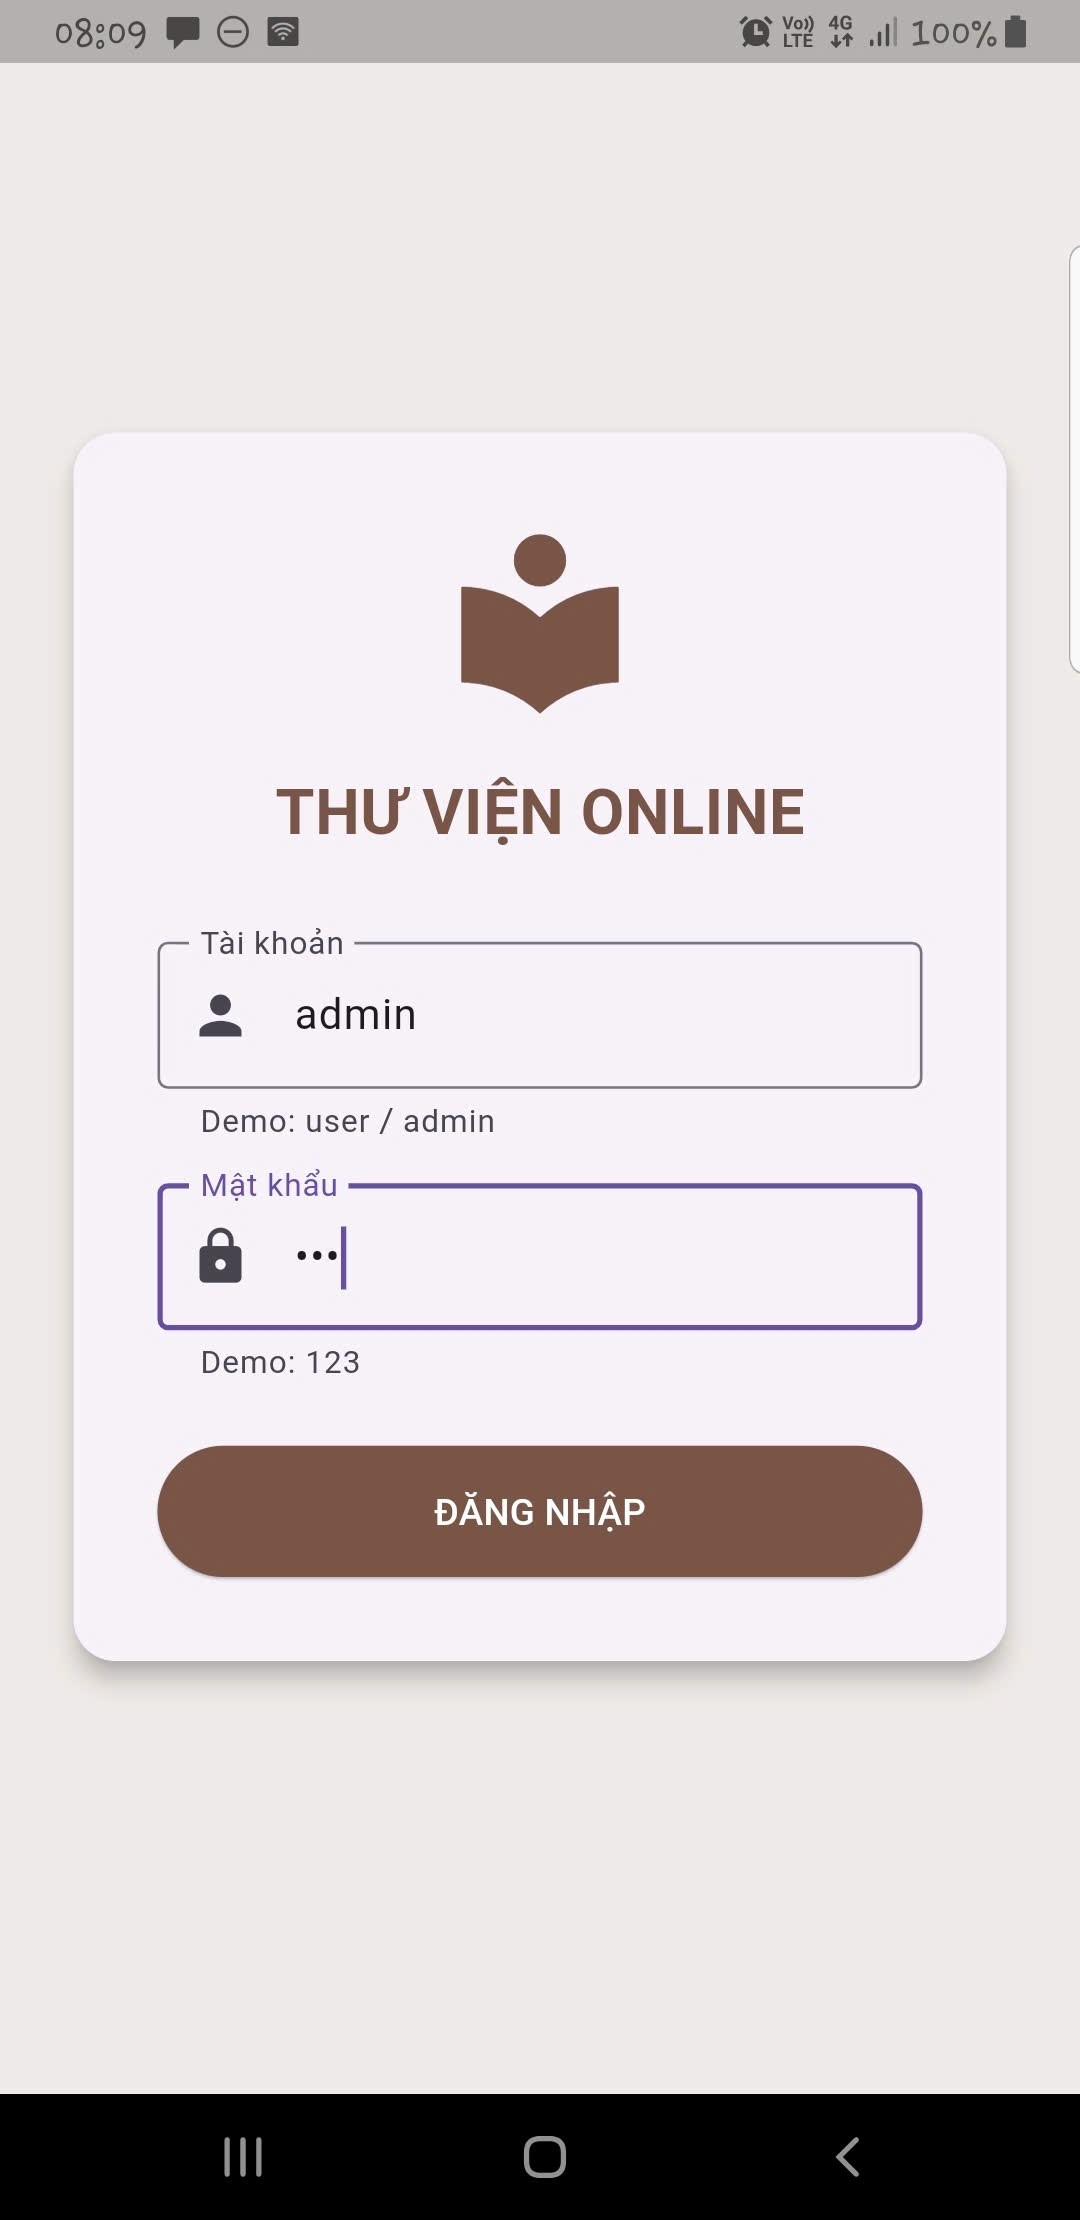 08:09
Vo)) LTE 4G 100%
THƯ VIỆN ONLINE
Tài khoản
admin
Demo: user / admin
Mật khẩu
•••
Demo: 123
ĐĂNG NHẬP